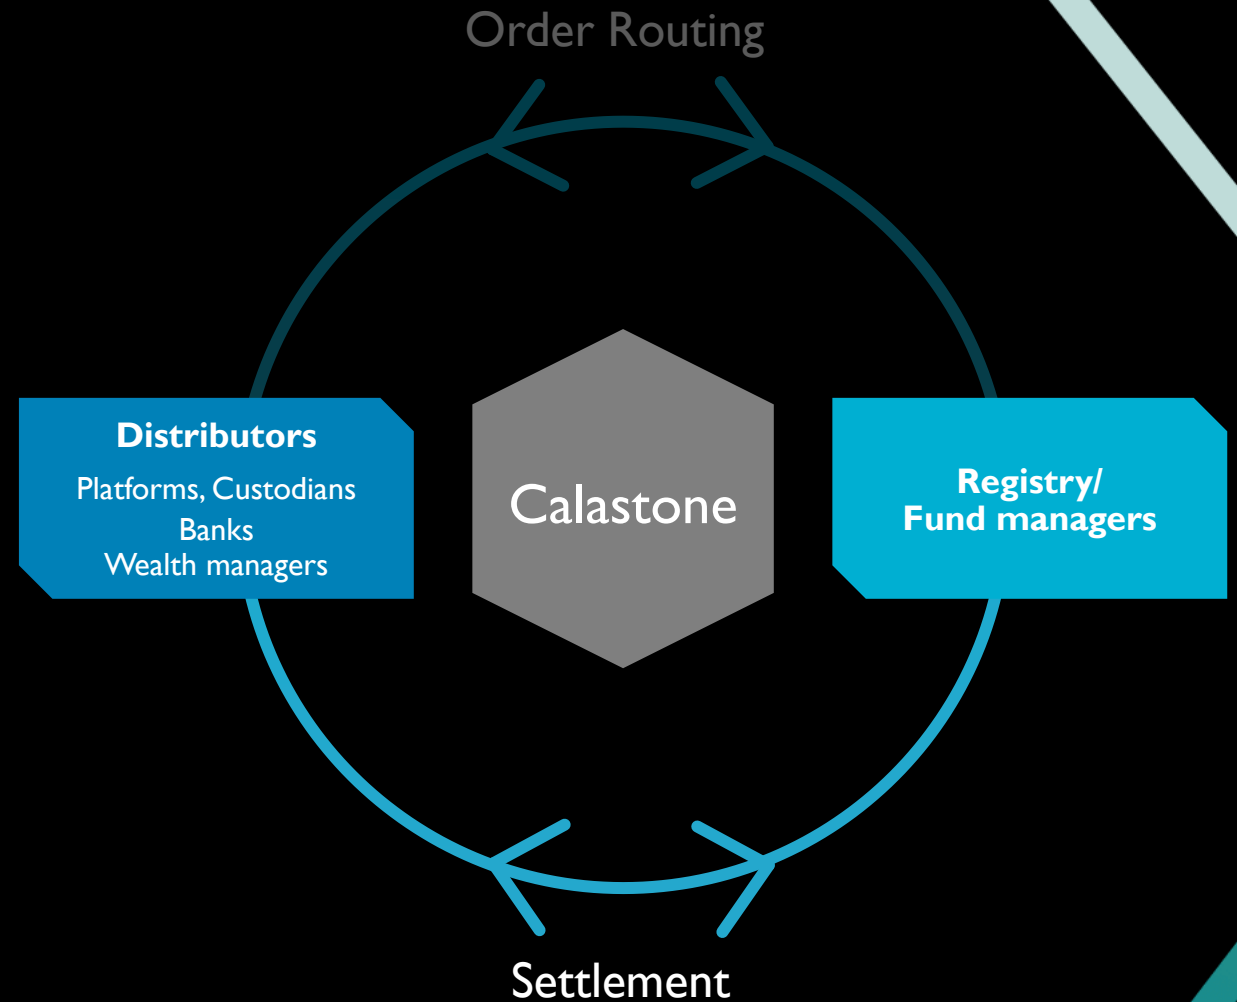 Order Routing
Distributors
Platforms, Custodians
Banks
Wealth managers
Calastone
Registry/
Fund managers
Settlement